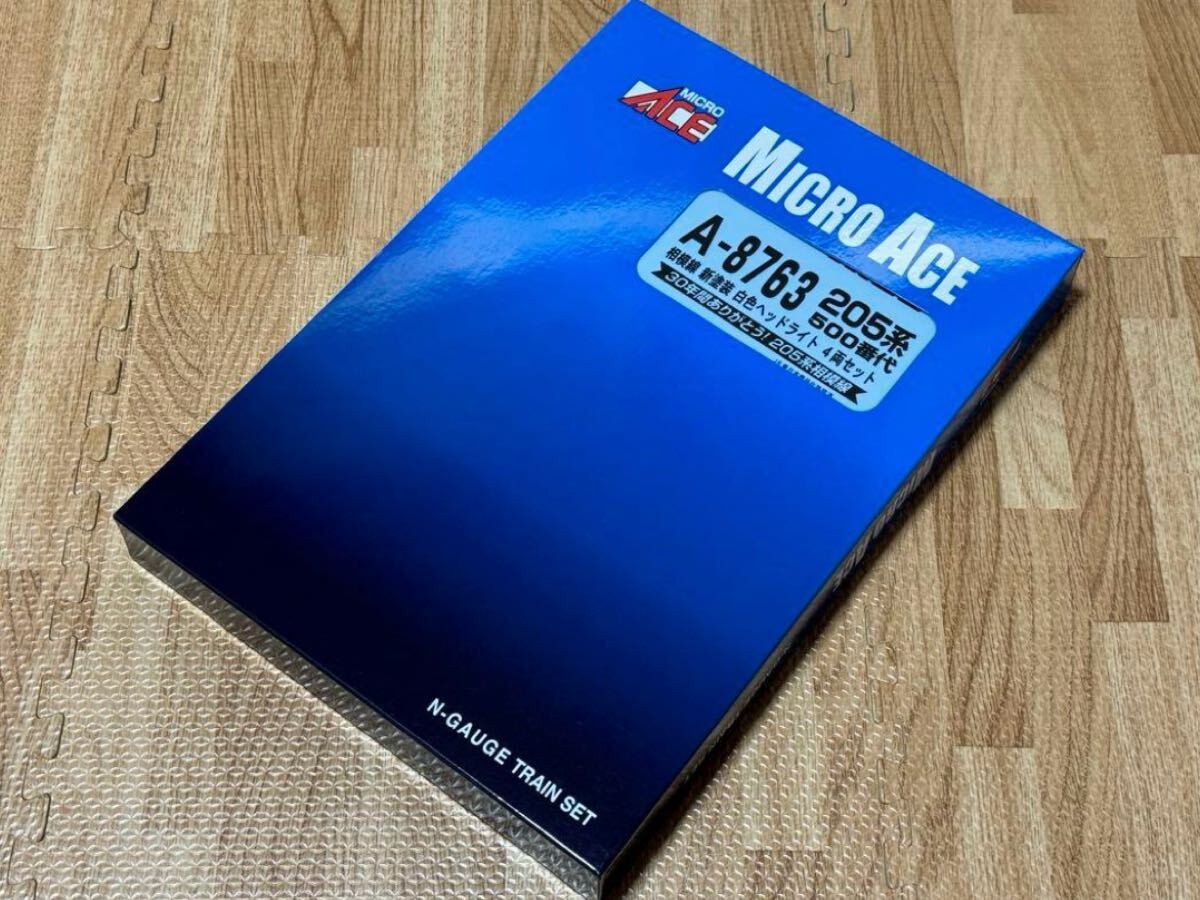 MICRO
ACE
MICRO ACE
A-8763 205系
500番代
相模線 新塗装 白色ヘッドライト 4両セット
30年間ありがとう!205系相模線
N-GAUGE TRAIN SET